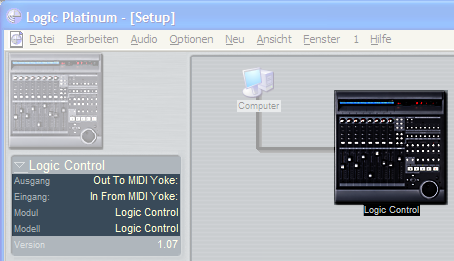 Logic Platinum - [Setup]
Datei Bearbeiten Audio Optionen Neu Ansicht Fenster 1 Hilfe
Computer
Logic Control
Logic Control
Ausgang Out To MIDI Yoke:
Eingang: In From MIDI Yoke:
Modul Logic Control
Modell Logic Control
Version 1.07